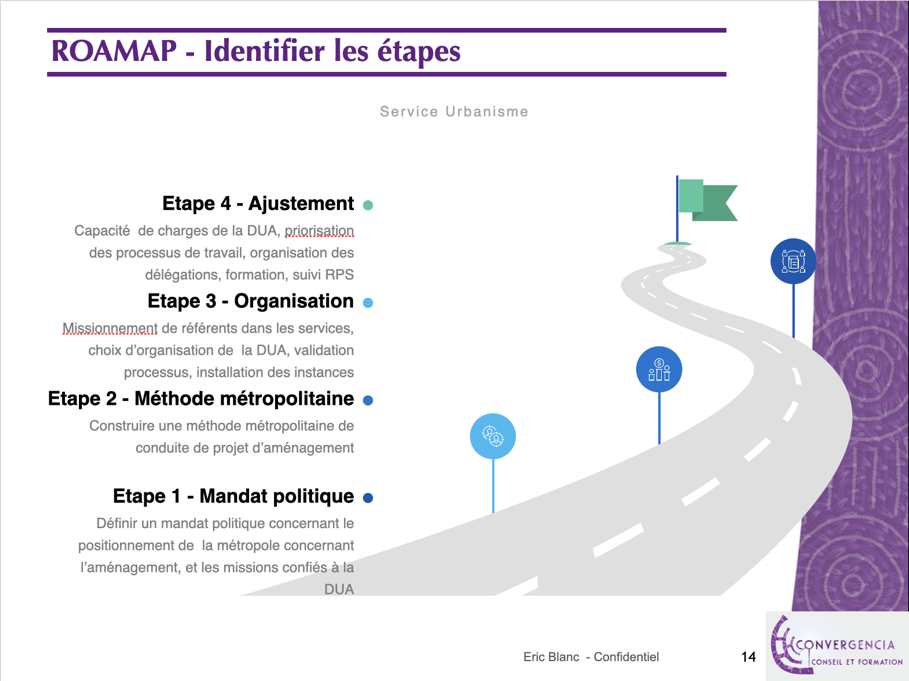 ROAMAP - Identifier les étapes
Service Urbanisme
Etape 4 - Ajustement
Capacité de charges de la DUA, priorisation
des processus de travail, organisation des
délégations, formation, suivi RPS
Etape 3 - Organisation
Missionnement de référents dans les services,
choix d’organisation de la DUA, validation
processus, installation des instances
Etape 2 - Méthode métropolitaine
Construire une méthode métropolitaine de
conduite de projet d’aménagement
Etape 1 - Mandat politique
Définir un mandat politique concernant le
positionnement de la métropole concernant
l’aménagement, et les missions confiés à la
DUA
Eric Blanc - Confidentiel
14
CONVERGENCIA
CONSEIL ET FORMATION